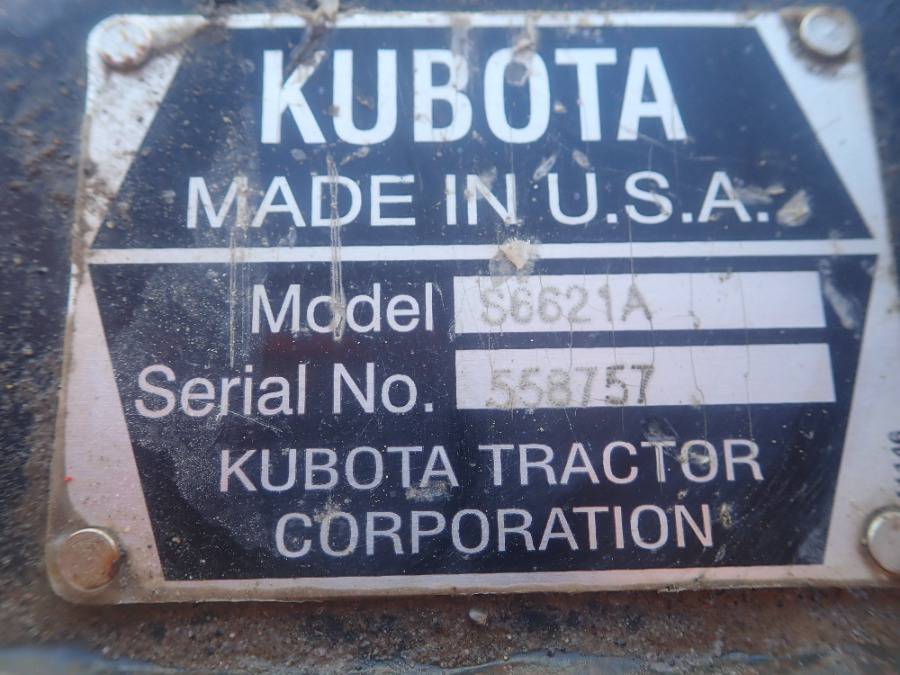 KUBOTA
MADE IN U.S.A.
Model S6621A
Serial No. 558757
KUBOTA TRACTOR
CORPORATION